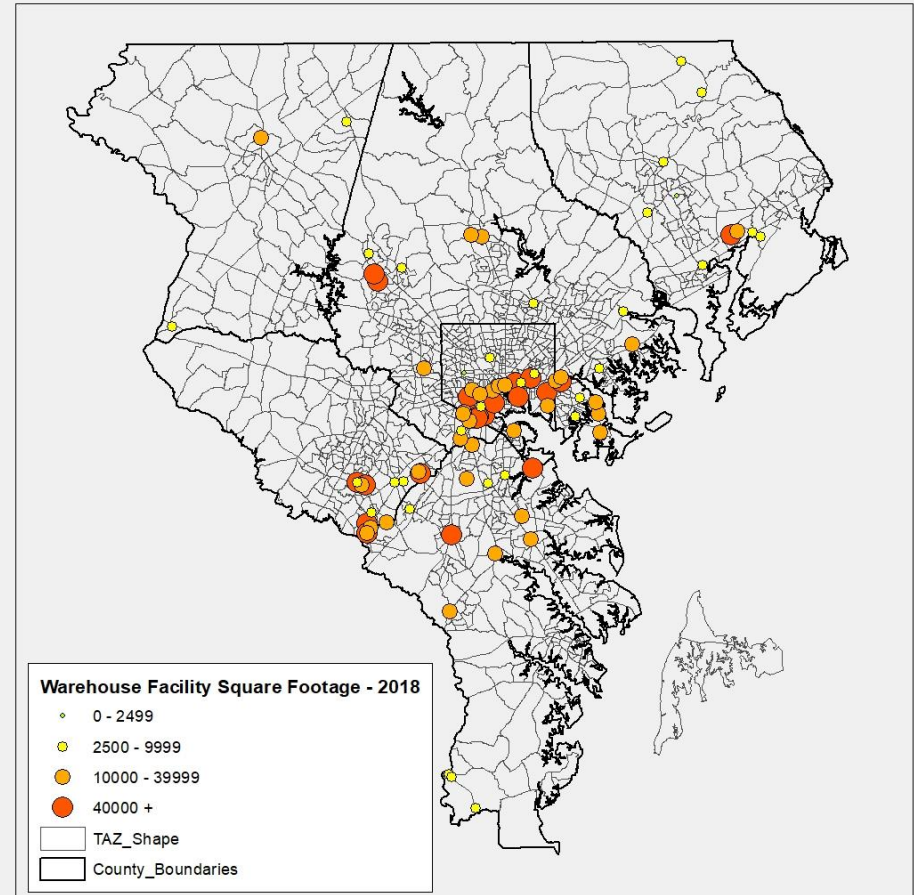 Warehouse Facility Square Footage - 2018
0 - 2499
2500 - 9999
10000 - 39999
40000 +
TAZ_Shape
County_Boundaries